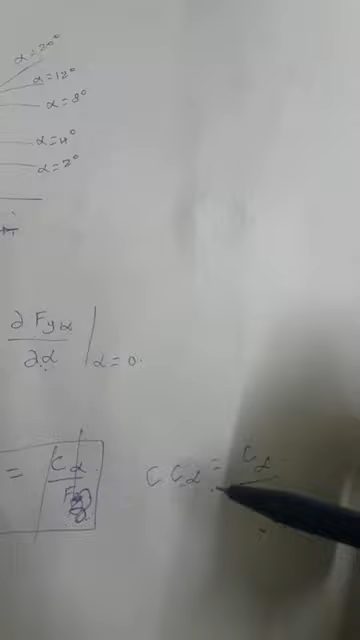 α=20°
α=12°
α=8°
α=4°
α=2°
∂Fyα
∂α
α=0.
= Cα
CCα = Cα